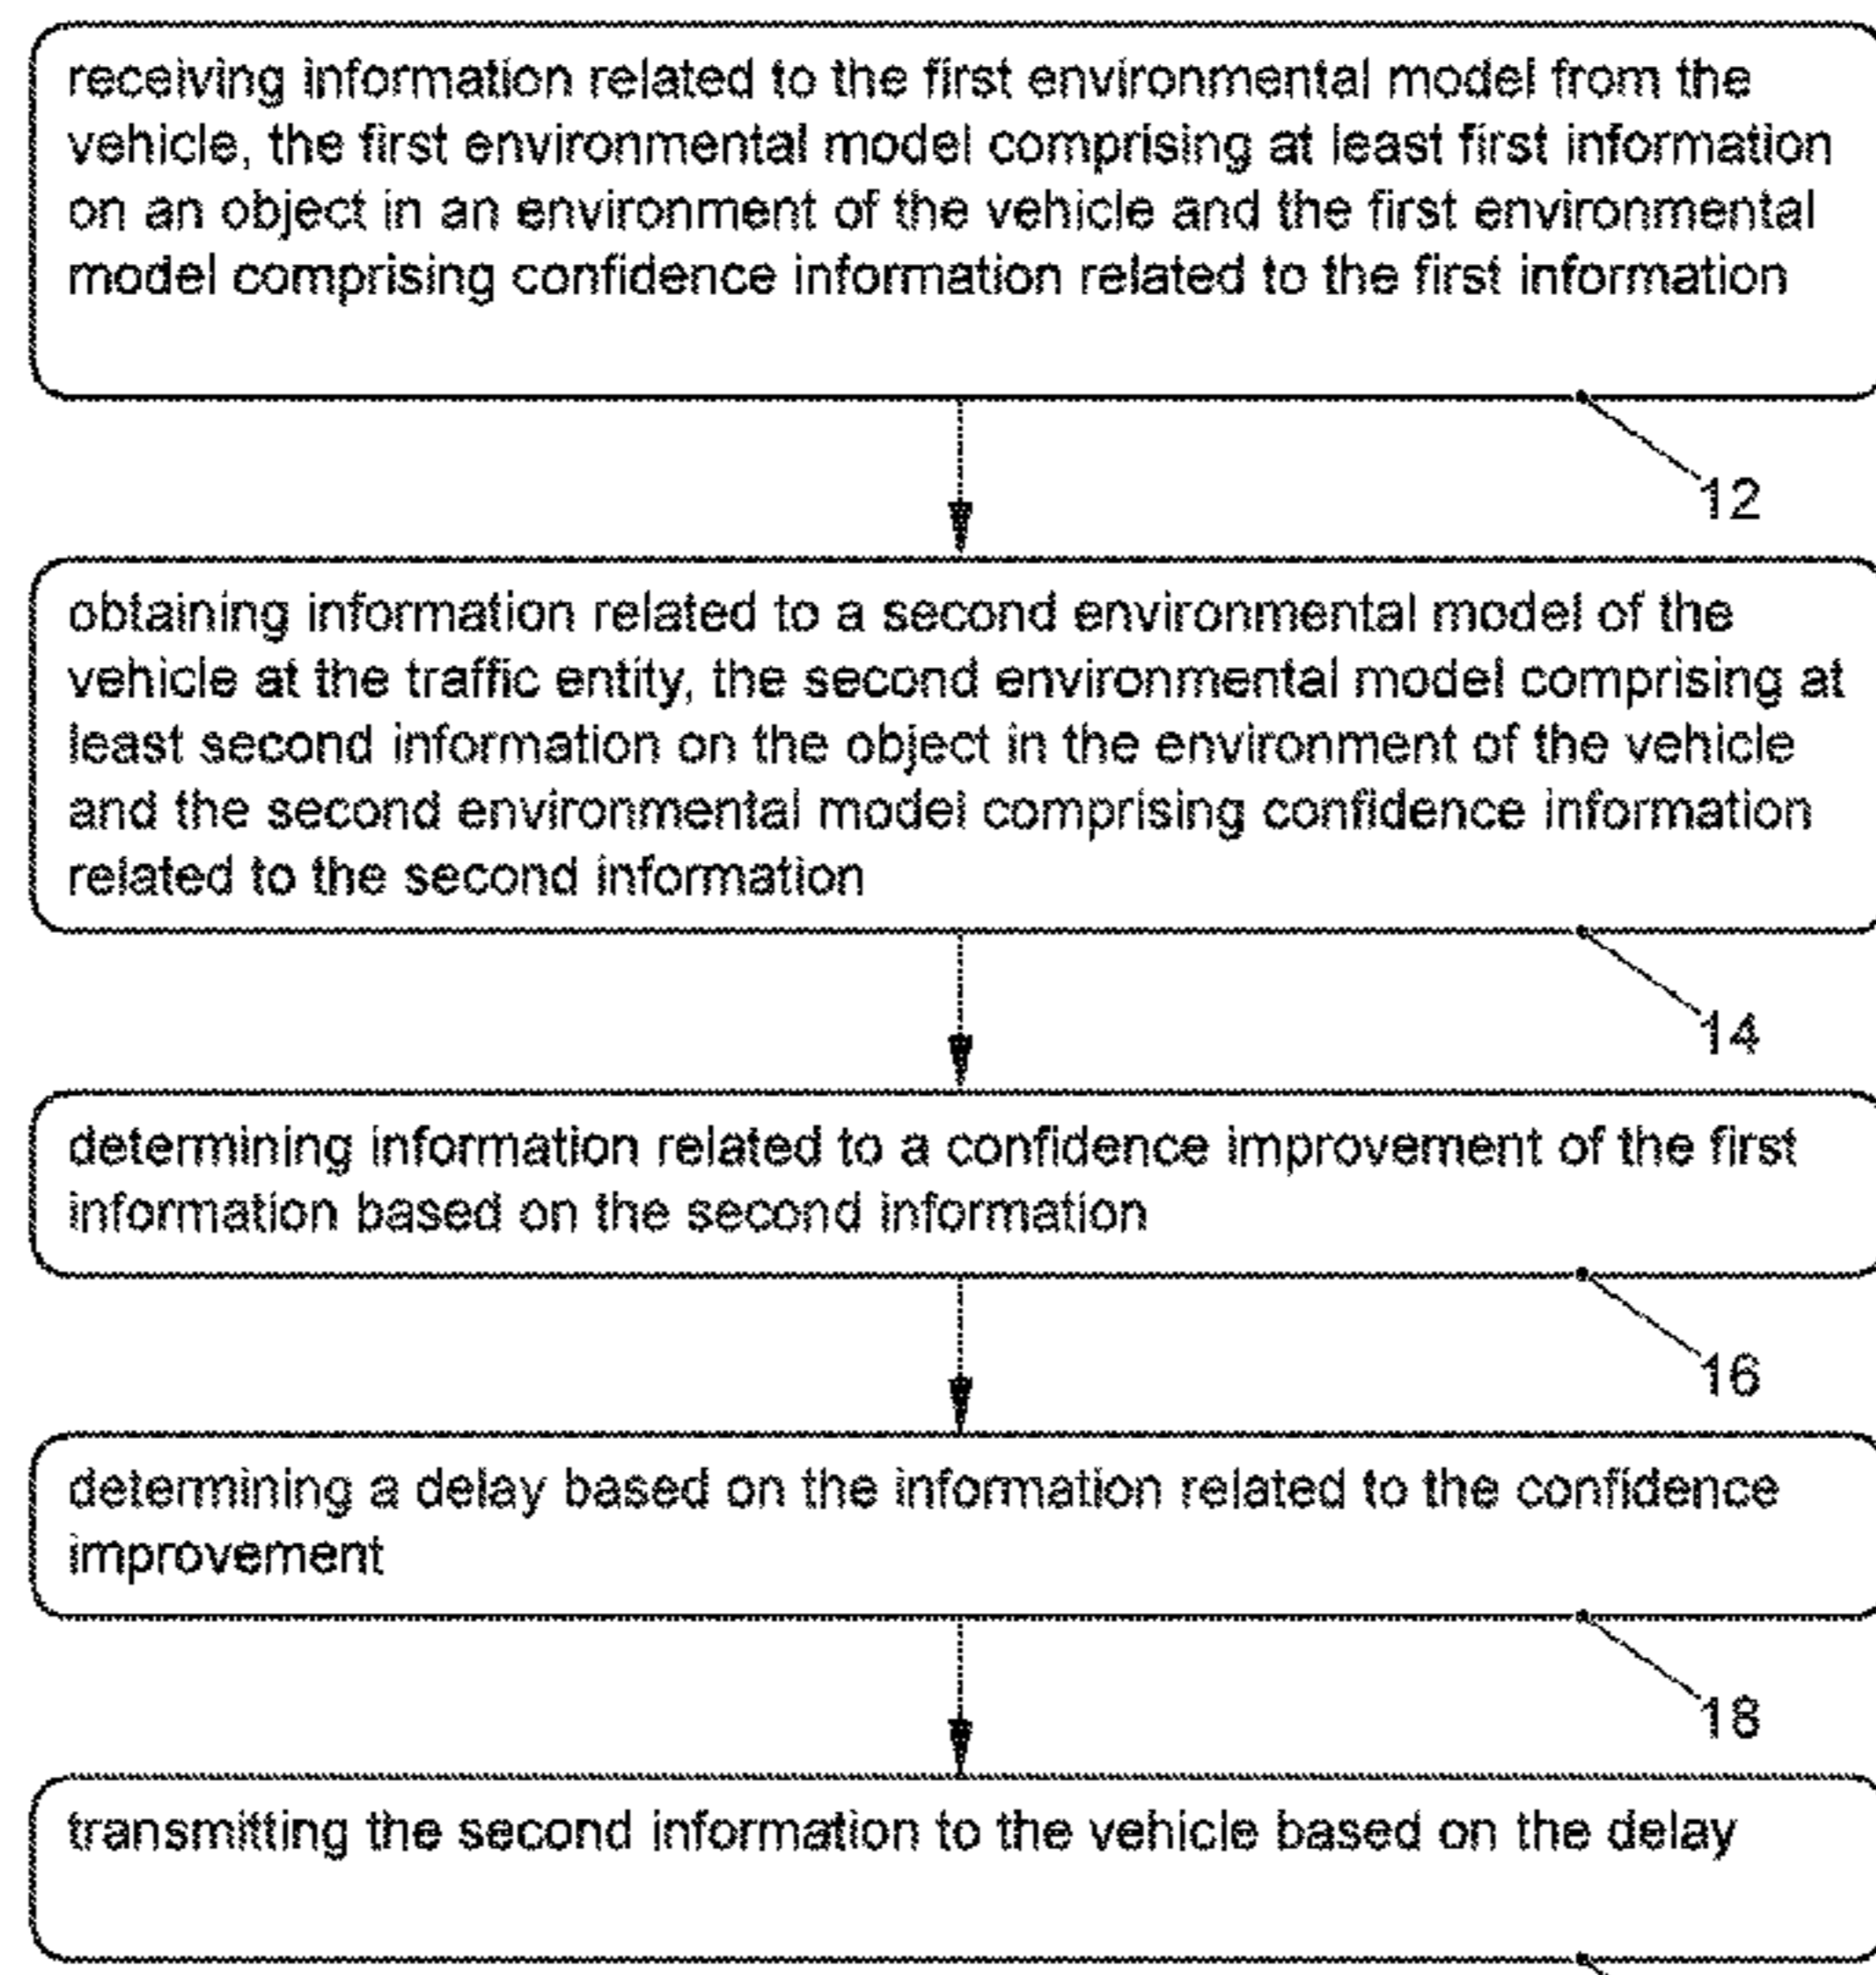 receiving information related to the first environmental model from the
vehicle, the first environmental model comprising at least first information
on an object in an environment of the vehicle and the first environmental
model comprising confidence information related to the first information
12
obtaining information related to a second environmental model of the
vehicle at the traffic entity, the second environmental model comprising at
least second information on the object in the environment of the vehicle
and the second environmental model comprising confidence information
related to the second information
14
determining information related to a confidence improvement of the first
information based on the second information
16
determining a delay based on the information related to the confidence
improvement
18
transmitting the second information to the vehicle based on the delay